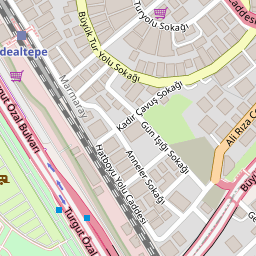 Turyolu Sokağı
Büyük Tur Yolu Sokağı
dealtepe
Marmaray
Kadir Çavuş Sokağı
Gün Işığı Sokağı
Ali Rıza
Turgut Özal Bulvarı
Anneler Sokağı
Hatboyu Yolu Caddesi
Turgut Özal